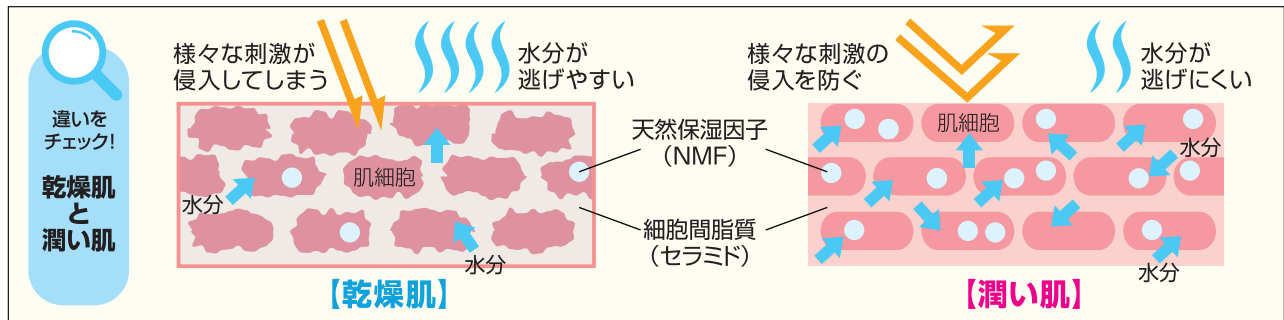 違いを
チェック!
乾燥肌
と
潤い肌
様々な刺激が
侵入してしまう
水分が
逃げやすい
肌細胞
水分
水分
【乾燥肌】
天然保湿因子
(NMF)
細胞間脂質
(セラミド)
様々な刺激の
侵入を防ぐ
水分が
逃げにくい
肌細胞
水分
水分
【潤い肌】